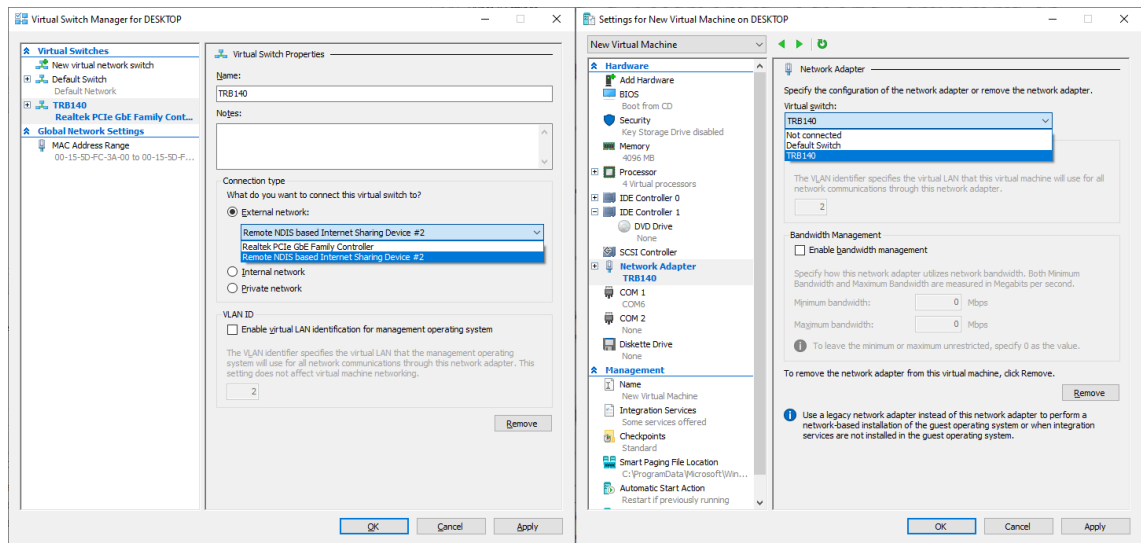 Virtual Switch Manager for DESKTOP
Virtual Switches
New virtual network switch
Default Switch
Default Network
TRB140
Realtek PCIe GbE Family Cont...
Global Network Settings
MAC Address Range
00-15-5D-FC-3A-00 to 00-15-5D-F...
Virtual Switch Properties
Name:
TRB140
Notes:
Connection type
What do you want to connect this virtual switch to?
External network:
Remote NDIS based Internet Sharing Device #2
Realtek PCIe GbE Family Controller
Remote NDIS based Internet Sharing Device #2
Internal network
Private network
VLAN ID
Enable virtual LAN identification for management operating system
The VLAN identifier specifies the virtual LAN that the management operating
system will use for all network communications through this network adapter. This
setting does not affect virtual machine networking.
2
Remove
OK
Cancel
Apply
Settings for New Virtual Machine on DESKTOP
New Virtual Machine
Hardware
Add Hardware
BIOS
Boot from CD
Security
Key Storage Drive disabled
Memory
4096 MB
Processor
4 Virtual processors
IDE Controller 0
IDE Controller 1
DVD Drive
None
SCSI Controller
Network Adapter
TRB140
COM 1
COM6
COM 2
None
Diskette Drive
None
Management
Name
New Virtual Machine
Integration Services
Some services offered
Checkpoints
Standard
Smart Paging File Location
C:\ProgramData\Microsoft\Win...
Automatic Start Action
Restart if previously running
Network Adapter
Specify the configuration of the network adapter or remove the network adapter.
Virtual switch:
TRB140
Not connected
Default Switch
TRB140
The VLAN identifier specifies the virtual LAN that this virtual machine will use for all
network communications through this network adapter.
2
Bandwidth Management
Enable bandwidth management
Specify how this network adapter utilizes network bandwidth. Both Minimum
Bandwidth and Maximum Bandwidth are measured in Megabits per second.
Minimum bandwidth:
0 Mbps
Maximum bandwidth:
0 Mbps
To leave the minimum or maximum unrestricted, specify 0 as the value.
To remove the network adapter from this virtual machine, click Remove.
Remove
Use a legacy network adapter instead of this network adapter to perform a
network-based installation of the guest operating system or when integration
services are not installed in the guest operating system.
OK
Cancel
Apply